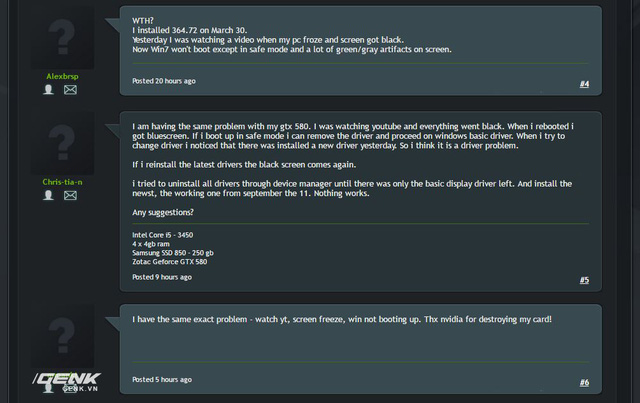 WTH?
I installed 364.72 on March 30.
Yesterday I was watching a video when my pc froze and screen got black.
Now Win7 won't boot except in safe mode and a lot of green/gray artifacts on screen.
Alexbrsp
Posted 20 hours ago
#4
I am having the same problem with my gtx 580. I was watching youtube and everything went black. When i rebooted i
got bluescreen. If i boot up in safe mode i can remove the driver and proceed on windows basic driver. When i try to
change driver i noticed that there was installed a new driver yesterday. So i think it is a driver problem.
If i reinstall the latest drivers the black screen comes again.
Chris-tia-n
i tried to uninstall all drivers through device manager until there was only the basic display driver left. And install the
newst, the working one from september the 11. Nothing works.
Any suggestions?
Intel Core i5 - 3450
4 x 4gb ram
Samsung SSD 850 - 250 gb
Zotac Geforce GTX 580
Posted 9 hours ago
#5
I have the same exact problem - watch yt, screen freeze, win not booting up. Thx nvidia for destroying my card!
GENK
GENK.VN
Posted 5 hours ago
#6